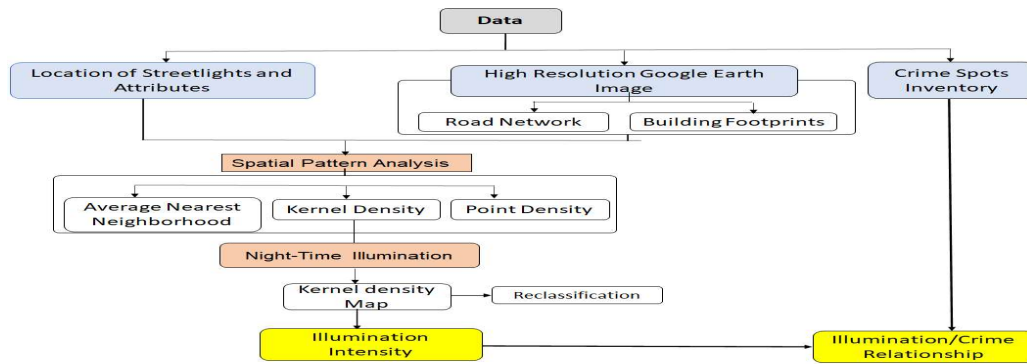 Data
Location of Streetlights and
Attributes
High Resolution Google Earth
Image
Crime Spots
Inventory
Road Network
Building Footprints
Spatial Pattern Analysis
Average Nearest
Neighborhood
Kernel Density
Point Density
Night-Time Illumination
Kernel density
Map
Reclassification
Illumination
Intensity
Illumination/Crime
Relationship